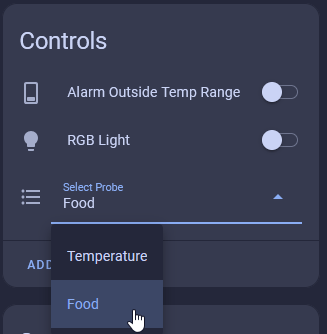 Controls
Alarm Outside Temp Range
RGB Light
Select Probe
Food
ADD
Temperature
Food